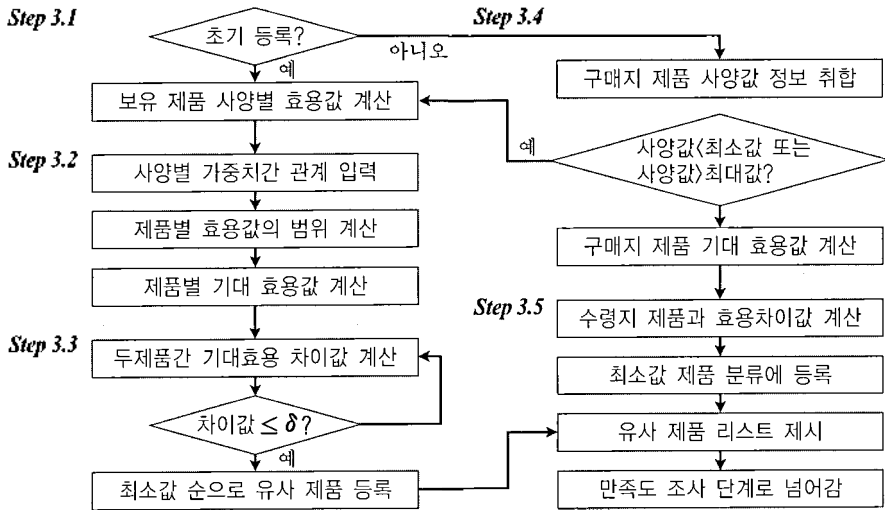 Step 3.1
초기 등록?
예
아니오
보유 제품 사양별 효용값 계산
Step 3.2
사양별 가중치간 관계 입력
제품별 효용값의 범위 계산
제품별 기대 효용값 계산
Step 3.3
두제품간 기대효용 차이값 계산
차이값 ≤ δ?
예
최소값 순으로 유사 제품 등록
Step 3.4
구매지 제품 사양값 정보 취합
사양값<최소값 또는
사양값>최대값?
예
구매지 제품 기대 효용값 계산
Step 3.5
수령지 제품과 효용차이값 계산
최소값 제품 분류에 등록
유사 제품 리스트 제시
만족도 조사 단계로 넘어감